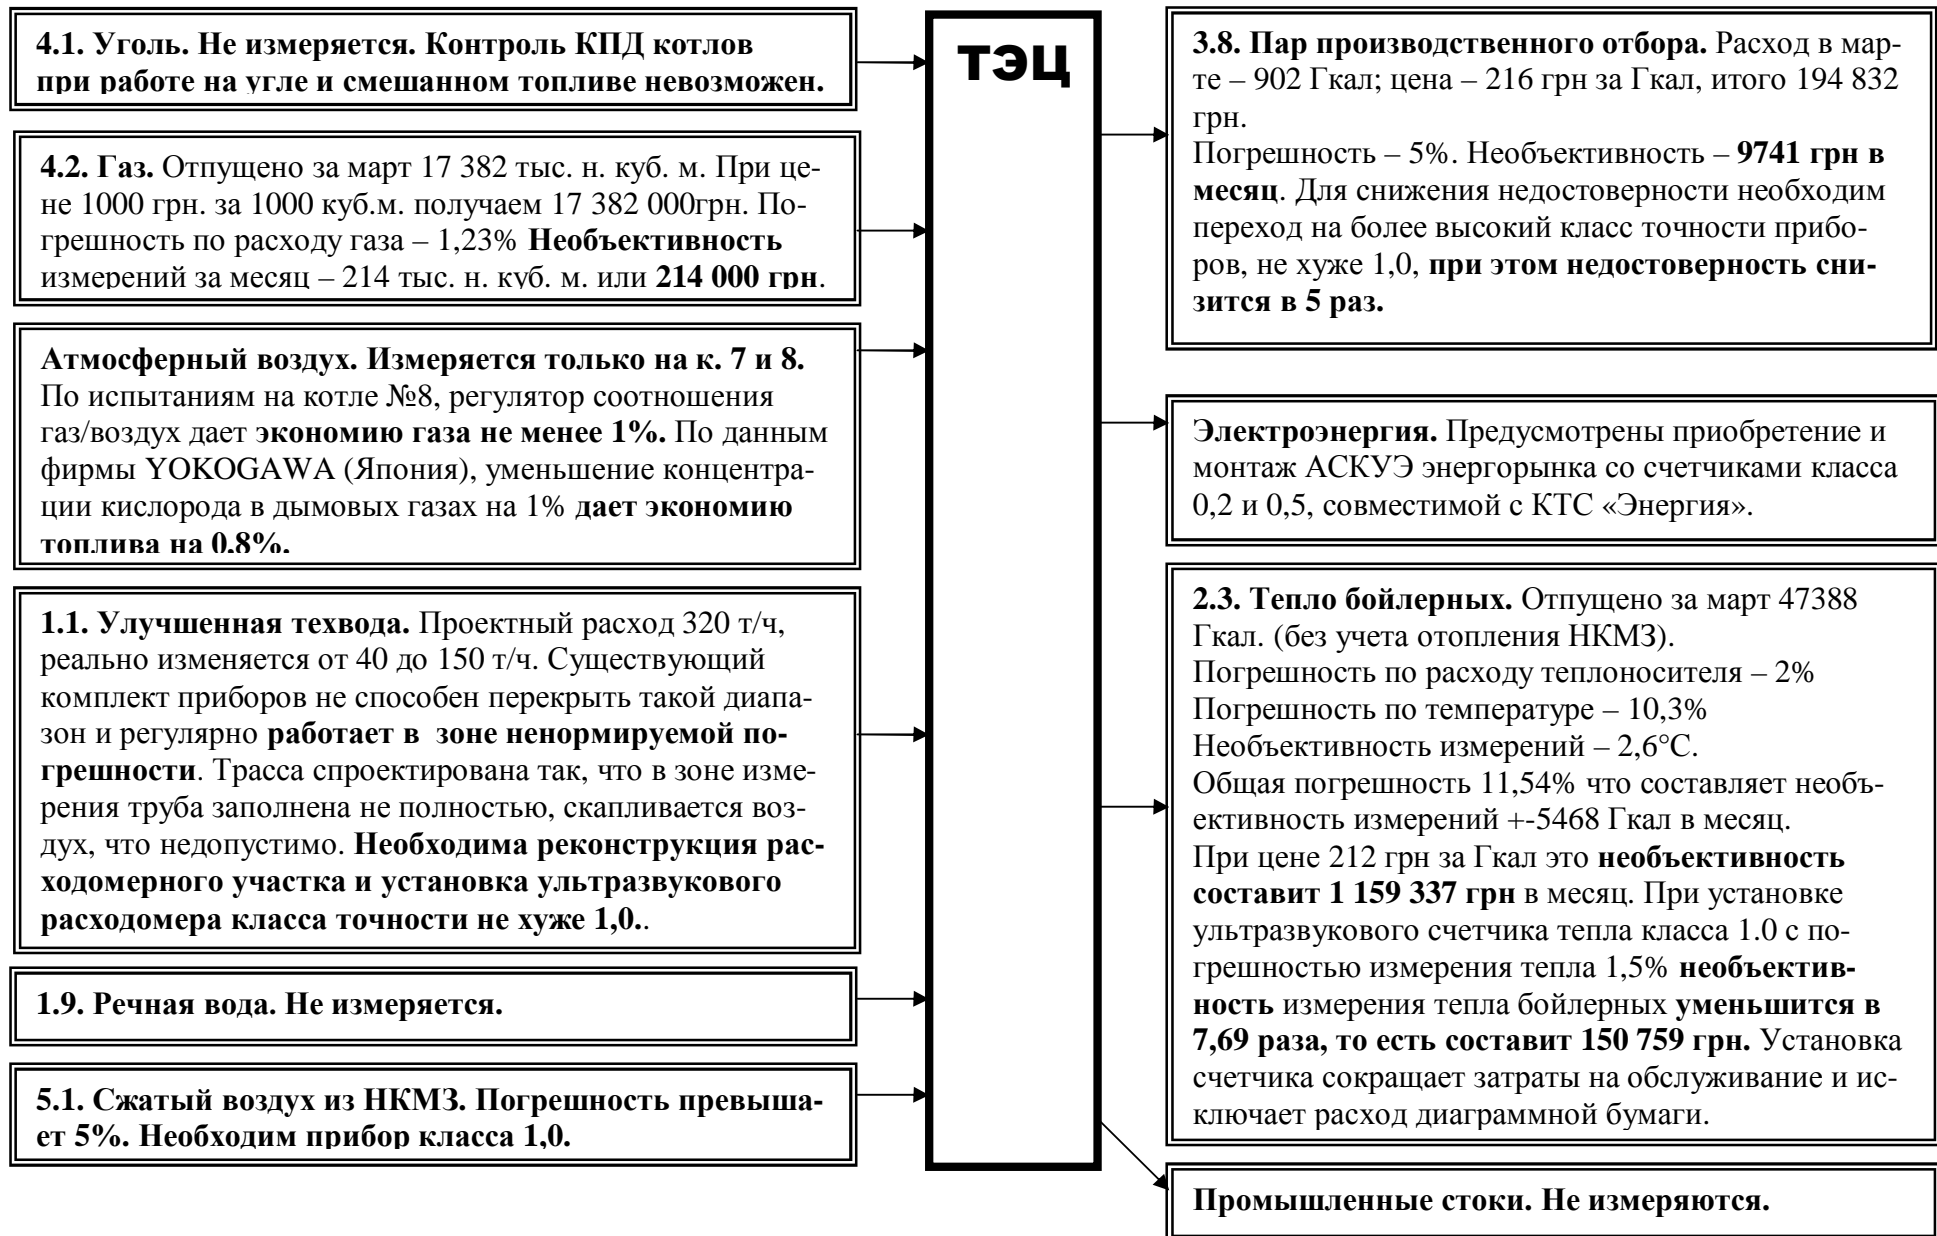 4.1. Уголь. Не измеряется. Контроль КПД котлов
при работе на угле и смешанном топливе невозможен.
4.2. Газ. Отпущено за март 17 382 тыс. н. куб. м. При це-
не 1000 грн. за 1000 куб.м. получаем 17 382 000грн. По-
грешность по расходу газа – 1,23% Необъективность
измерений за месяц – 214 тыс. н. куб. м. или 214 000 грн.
Атмосферный воздух. Измеряется только на к. 7 и 8.
По испытаниям на котле №8, регулятор соотношения
газ/воздух дает экономию газа не менее 1%. По данным
фирмы YOKOGAWA (Япония), уменьшение концентра-
ции кислорода в дымовых газах на 1% дает экономию
топлива на 0,8%.
1.1. Улучшенная техвода. Проектный расход 320 т/ч,
реально изменяется от 40 до 150 т/ч. Существующий
комплект приборов не способен перекрыть такой диапа-
зон и регулярно работает в  зоне ненормируемой по-
грешности. Трасса спроектирована так, что в зоне изме-
рения труба заполнена не полностью, скапливается воз-
дух, что недопустимо. Необходима реконструкция рас-
ходомерного участка и установка ультразвукового
расходомера класса точности не хуже 1,0..
1.9. Речная вода. Не измеряется.
5.1. Сжатый воздух из НКМЗ. Погрешность превыша-
ет 5%. Необходим прибор класса 1,0.
ТЭЦ
3.8. Пар производственного отбора. Расход в мар-
те – 902 Гкал; цена – 216 грн за Гкал, итого 194 832
грн.
Погрешность – 5%. Необъективность – 9741 грн в
месяц. Для снижения недостоверности необходим
переход на более высокий класс точности прибо-
ров, не хуже 1,0, при этом недостоверность сни-
зится в 5 раз.
Электроэнергия. Предусмотрены приобретение и
монтаж АСКУЭ энергорынка со счетчиками класса
0,2 и 0,5, совместимой с КТС «Энергия».
2.3. Тепло бойлерных. Отпущено за март 47388
Гкал. (без учета отопления НКМЗ).
Погрешность по расходу теплоносителя – 2%
Погрешность по температуре – 10,3%
Необъективность измерений – 2,6°С.
Общая погрешность 11,54% что составляет необъ-
ективность измерений +-5468 Гкал в месяц.
При цене 212 грн за Гкал это необъективность
составит 1 159 337 грн в месяц. При установке
ультразвукового счетчика тепла класса 1.0 с по-
грешностью измерения тепла 1,5% необъектив-
ность измерения тепла бойлерных уменьшится в
7,69 раза, то есть составит 150 759 грн. Установка
счетчика сокращает затраты на обслуживание и ис-
ключает расход диаграммной бумаги.
Промышленные стоки. Не измеряются.